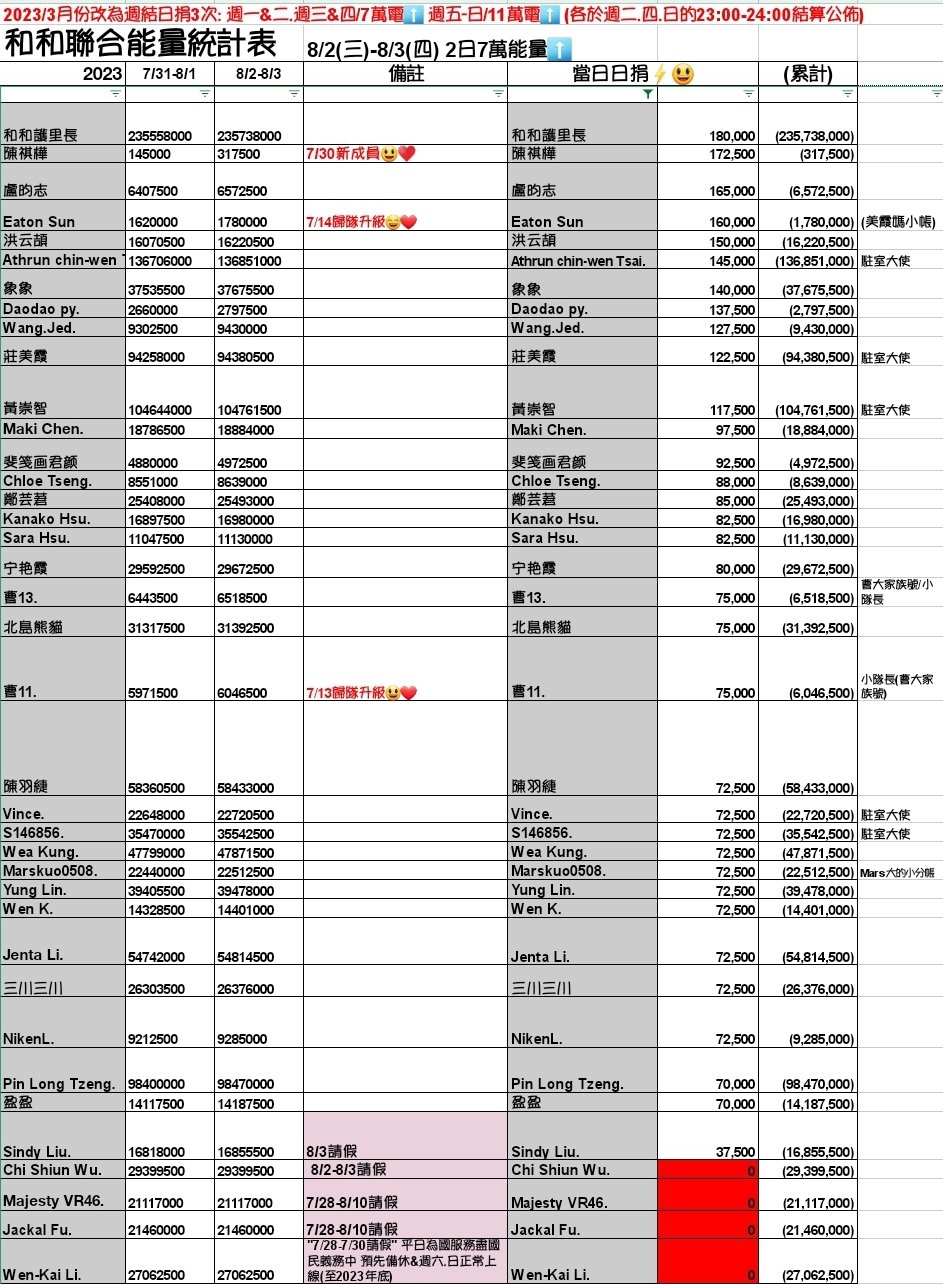 2023/3月份改為週結日捐3次: 週一&二.週三&四/7萬電⬆️ 週五-日/11萬電⬆️ (各於週二.四.日的23:00-24:00結算公佈)
和和聯合能量統計表 8/2(三)-8/3(四) 2日7萬能量⬆️
2023 7/31-8/1 8/2-8/3 備註 當日日捐⚡😃 (累計)
和和護里長 235558000 235738000 和和護里長 180,000 (235,738,000)
陳祺樺 145000 317500 7/30新成員😃❤️ 陳祺樺 172,500 (317,500)
盧昀志 6407500 6572500 盧昀志 165,000 (6,572,500)
Eaton Sun 1620000 1780000 7/14歸隊升級😄❤️ Eaton Sun 160,000 (1,780,000) (美霞媽小帳)
洪云頡 16070500 16220500 洪云頡 150,000 (16,220,500)
Athrun chin-wen T 136706000 136851000 Athrun chin-wen Tsai. 145,000 (136,851,000) 駐室大使
象象 37535500 37675500 象象 140,000 (37,675,500)
Daodao py. 2660000 2797500 Daodao py. 137,500 (2,797,500)
Wang.Jed. 9302500 9430000 Wang.Jed. 127,500 (9,430,000)
莊美霞 94258000 94380500 莊美霞 122,500 (94,380,500) 駐室大使
黃崇智 104644000 104761500 黃崇智 117,500 (104,761,500) 駐室大使
Maki Chen. 18786500 18884000 Maki Chen. 97,500 (18,884,000)
斐笺画君颜 4880000 4972500 斐笺画君颜 92,500 (4,972,500)
Chloe Tseng. 8551000 8639000 Chloe Tseng. 88,000 (8,639,000)
鄭芸莙 25408000 25493000 鄭芸莙 85,000 (25,493,000)
Kanako Hsu. 16897500 16980000 Kanako Hsu. 82,500 (16,980,000)
Sara Hsu. 11047500 11130000 Sara Hsu. 82,500 (11,130,000)
宁艳霞 29592500 29672500 宁艳霞 80,000 (29,672,500)
曹13. 6443500 6518500 曹13. 75,000 (6,518,500) 曹大家族號/小
隊長
北島熊貓 31317500 31392500 北島熊貓 75,000 (31,392,500)
曹11. 5971500 6046500 7/13歸隊升級😃❤️ 曹11. 75,000 (6,046,500) 小隊長(曹大家
族號)
陳羽緁 58360500 58433000 陳羽緁 72,500 (58,433,000)
Vince. 22648000 22720500 Vince. 72,500 (22,720,500) 駐室大使
S146856. 35470000 35542500 S146856. 72,500 (35,542,500) 駐室大使
Wea Kung. 47799000 47871500 Wea Kung. 72,500 (47,871,500)
Marskuo0508. 22440000 22512500 Marskuo0508. 72,500 (22,512,500) Mars大的小分帳
Yung Lin. 39405500 39478000 Yung Lin. 72,500 (39,478,000)
Wen K. 14328500 14401000 Wen K. 72,500 (14,401,000)
Jenta Li. 54742000 54814500 Jenta Li. 72,500 (54,814,500)
三川三川 26303500 26376000 三川三川 72,500 (26,376,000)
NikenL. 9212500 9285000 NikenL. 72,500 (9,285,000)
Pin Long Tzeng. 98400000 98470000 Pin Long Tzeng. 70,000 (98,470,000)
盈盈 14117500 14187500 盈盈 70,000 (14,187,500)
Sindy Liu. 16818000 16855500 8/3請假 Sindy Liu. 37,500 (16,855,500)
Chi Shiun Wu. 29399500 29399500 8/2-8/3請假 Chi Shiun Wu. 0 (29,399,500)
Majesty VR46. 21117000 21117000 7/28-8/10請假 Majesty VR46. 0 (21,117,000)
Jackal Fu. 21460000 21460000 7/28-8/10請假 Jackal Fu. 0 (21,460,000)
"7/28-7/30請假" 平日為國服務盡國
民義務中 預先備休&週六.日正常上
Wen-Kai Li. 27062500 27062500 線(至2023年底) Wen-Kai Li. 0 (27,062,500)